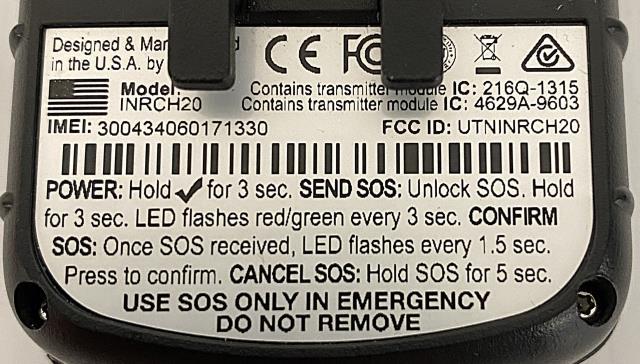 Designed & Man d
in the U.S.A. by
CE FC
Model: Contains transmitter module IC: 216Q-1315
INRCH20 Contains transmitter module IC: 4629A-9603
IMEI: 300434060171330 FCC ID: UTNINRCH20
POWER: Hold ✓ for 3 sec. SEND SOS: Unlock SOS. Hold
for 3 sec. LED flashes red/green every 3 sec. CONFIRM
SOS: Once SOS received, LED flashes every 1.5 sec.
Press to confirm. CANCEL SOS: Hold SOS for 5 sec.
USE SOS ONLY IN EMERGENCY
DO NOT REMOVE